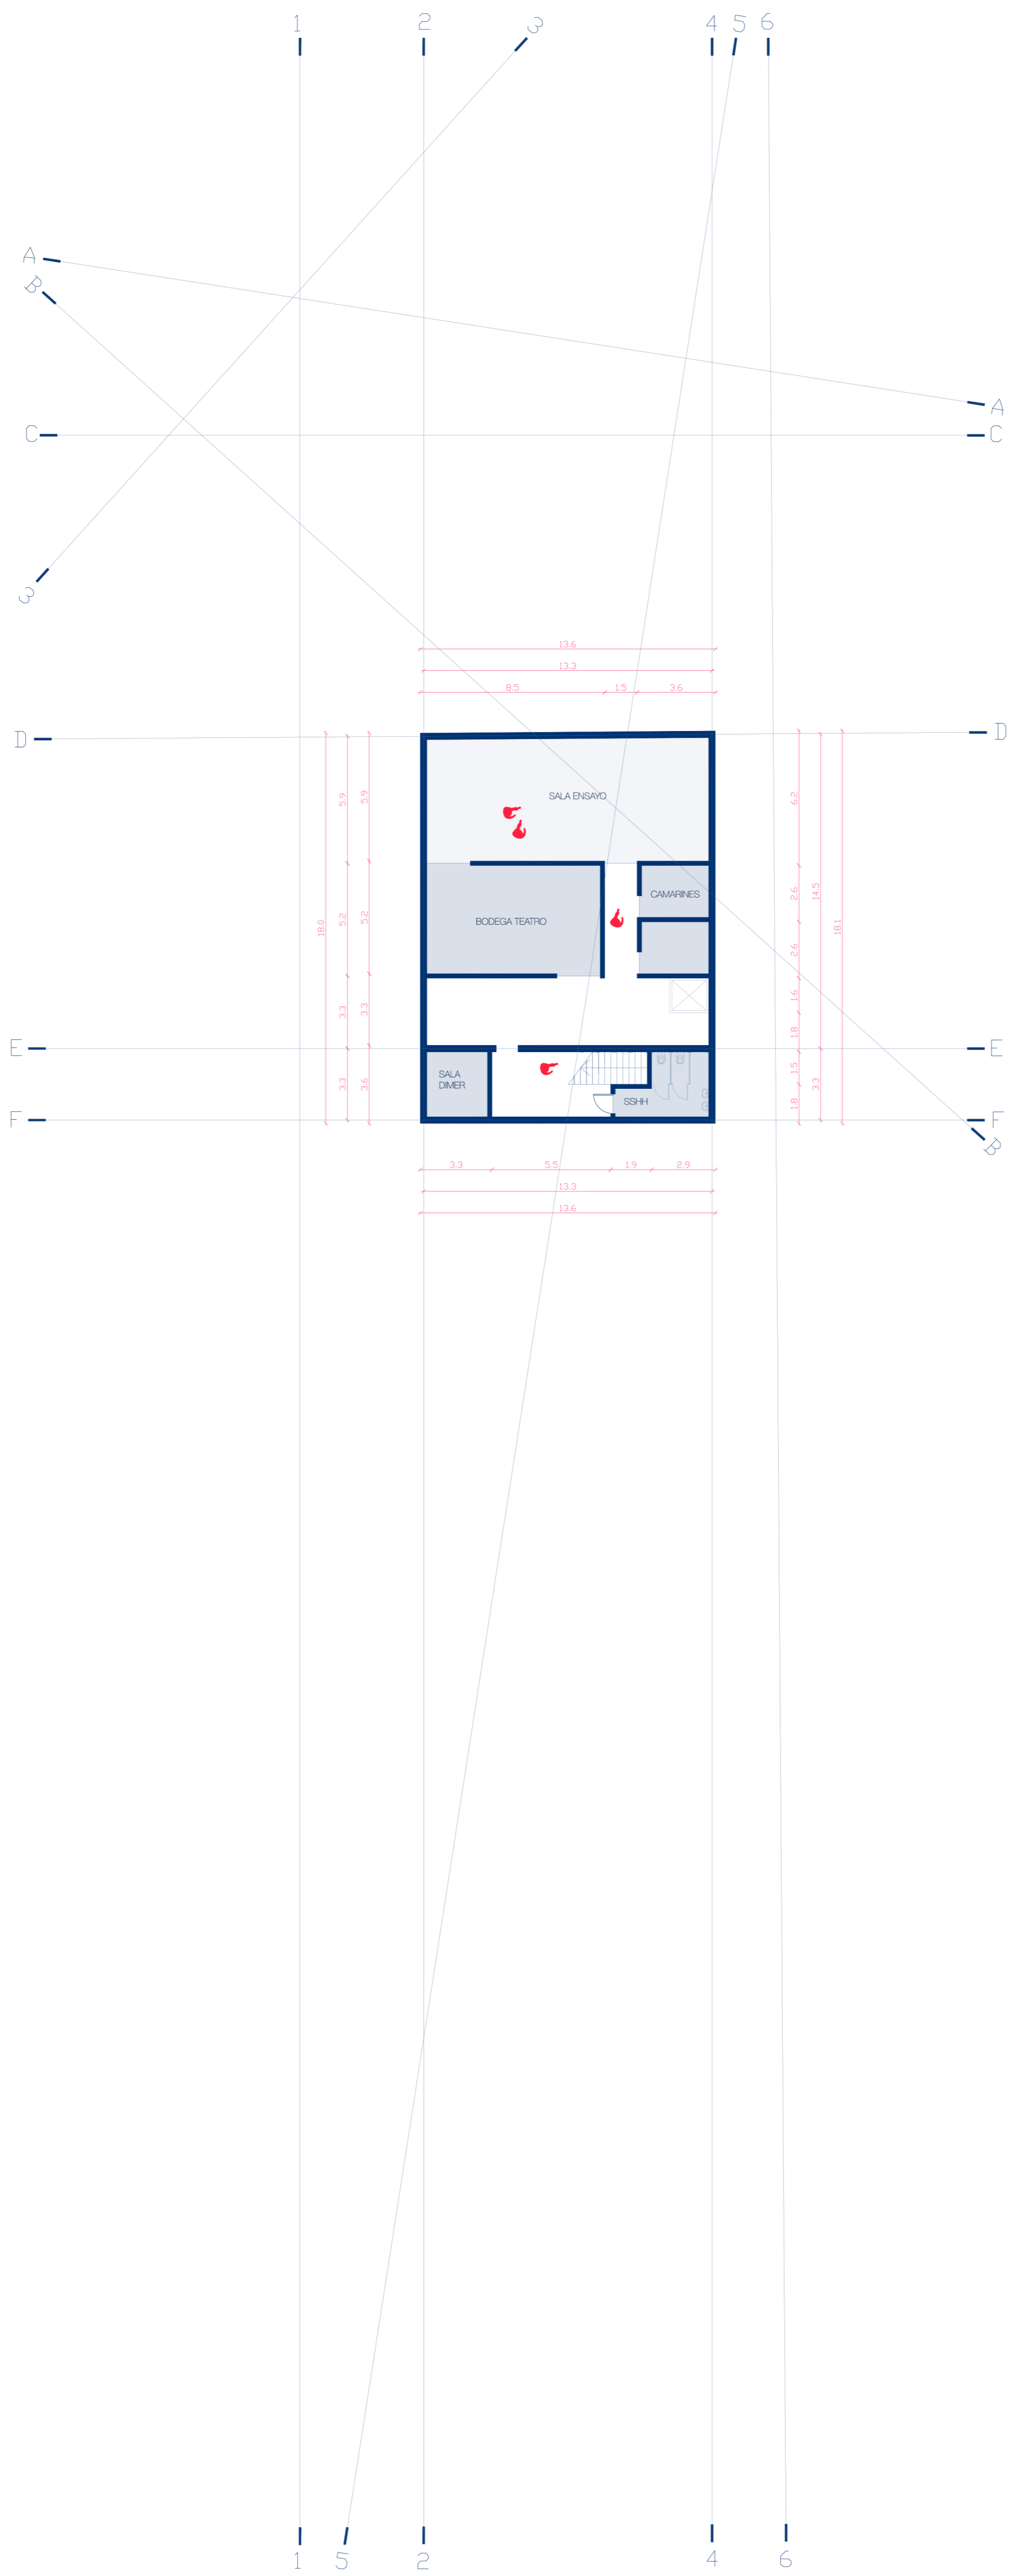 1
2
3
4
5
6
A
B
A
C
C
3
13.6
13.3
8.5
1.5
3.6
D
D
5.9
5.9
6.2
SALA ENSAYO
CAMARINES
2.6
14.5
BODEGA TEATRO
18.0
5.2
5.2
18.1
2.6
1.6
3.3
3.3
1.8
E
E
SALA
DIMER
1.5
3.3
3.6
3.3
SSHH
1.8
F
F
B
3.3
5.5
1.9
2.9
13.3
13.6
1
5
2
4
6